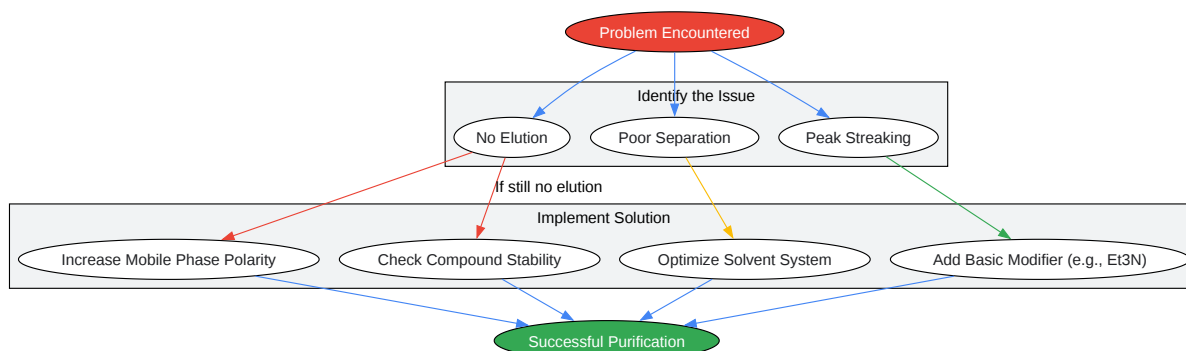 Problem Encountered
Identify the Issue
No Elution
Poor Separation
Peak Streaking
If still no elution
Implement Solution
Increase Mobile Phase Polarity
Check Compound Stability
Optimize Solvent System
Add Basic Modifier (e.g., Et3N)
Successful Purification